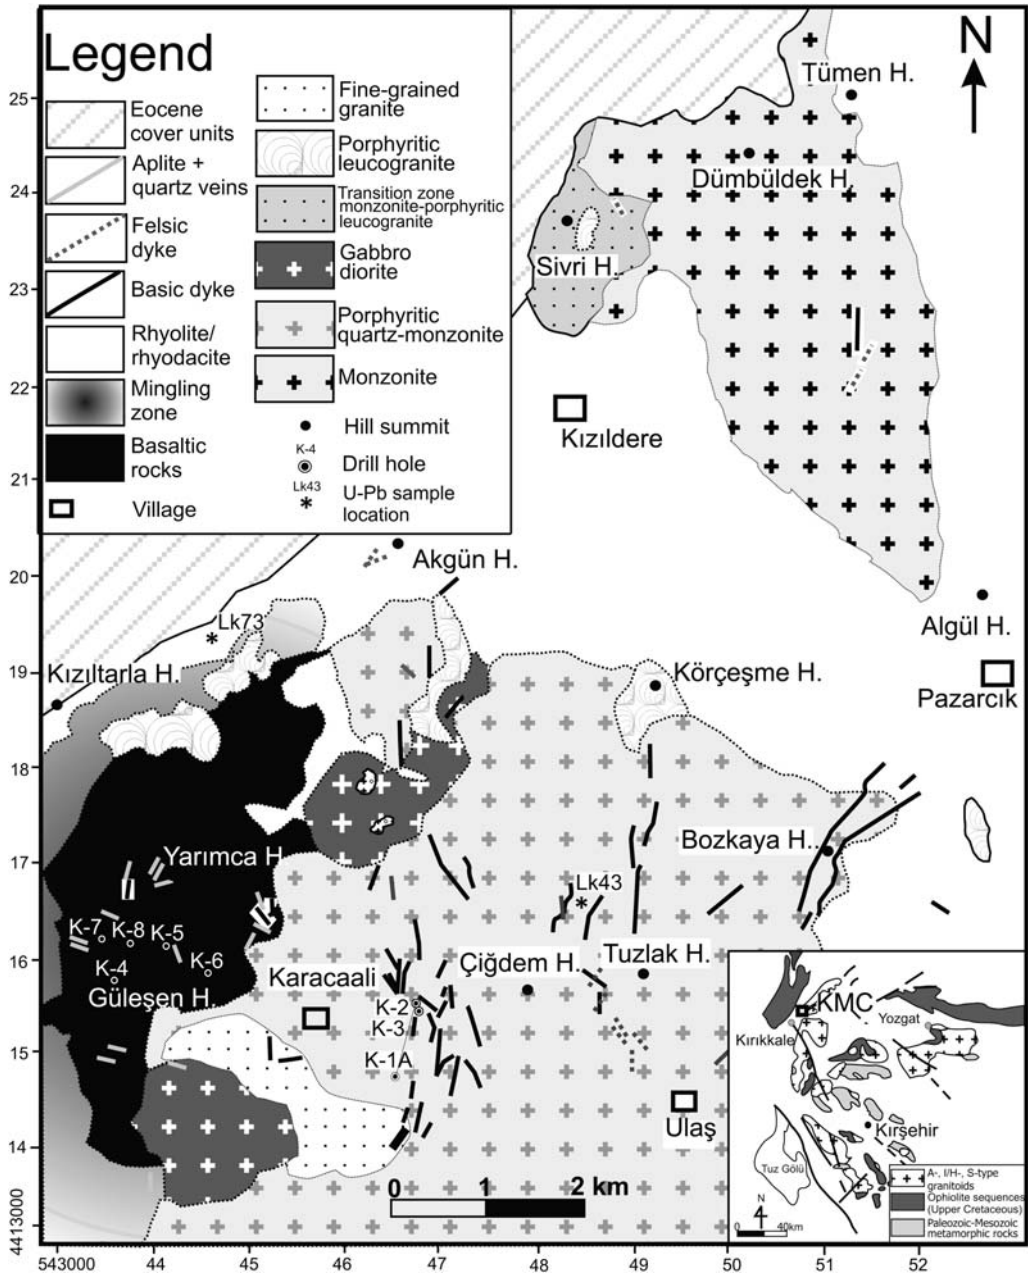 Legend
Eocene
cover units
Aplite +
quartz veins
Felsic
dyke
Basic dyke
Rhyolite/
rhyodacite
Mingling
zone
Basaltic
rocks
Village
Fine-grained
granite
Porphyritic
leucogranite
Transition zone
monzonite-porphyritic
leucogranite
Gabbro
diorite
Porphyritic
quartz-monzonite
Monzonite
Hill summit
K-4
Drill hole
Lk43
U-Pb sample
location
N
Tümen H.
Dümbüldek H.
Sivri H.
Kızıldere
Akgün H.
Algül H.
Pazarcık
Lk73
Kızıltarla H.
Körçeşme H.
Yarımca H.
Bozkaya H..
Lk43
K-7
K-8
K-5
K-6
K-4
Güleşen H.
Karacaali
Çiğdem H.
Tuzlak H.
K-2
K-3
K-1A
Ulaş
0 1 2 km
KMC
Kırıkkale
Yozgat
Kırşehir
Tuz Gölü
N
0 40km
A-, I/H-, S-type
granitoids
Ophiolite sequences
(Upper Cretaceous)
Paleozoic-Mesozoic
metamorphic rocks
25
24
23
22
21
20
19
18
17
16
15
14
4413000
543000 44 45 46 47 48 49 50 51 52